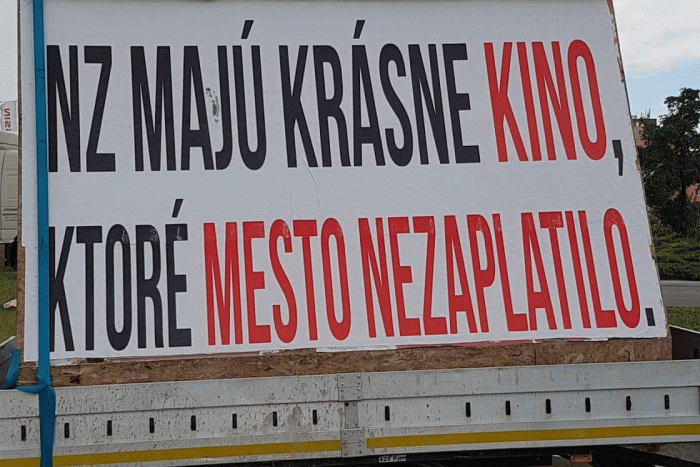 NZ MAJÚ KRÁSNE KINO,
KTORÉ MESTO NEZAPLATILO.